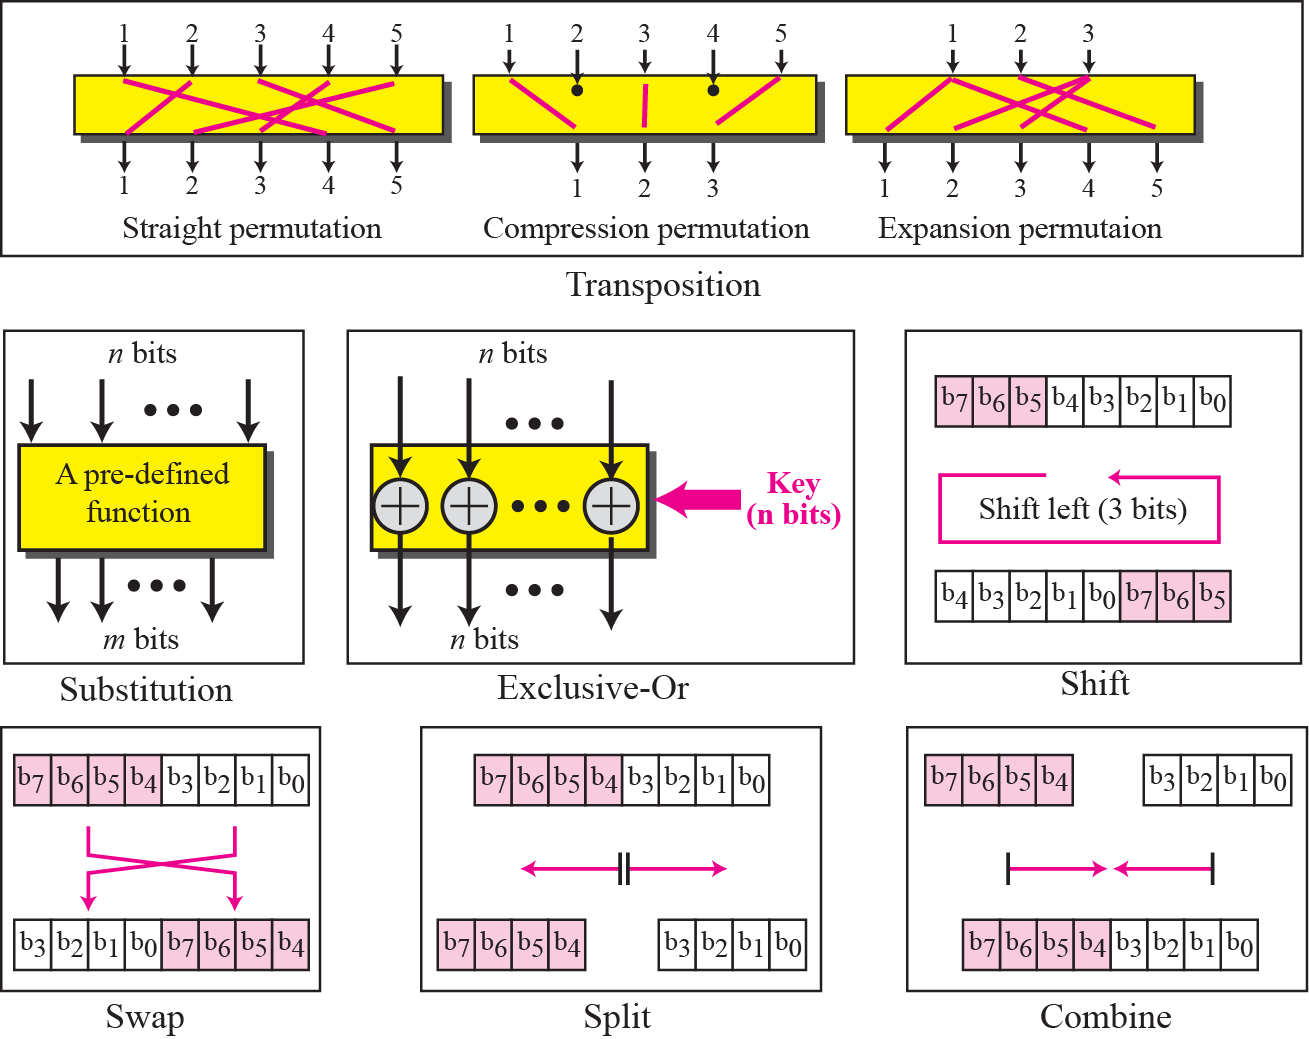 1 2 3 4 5 1 2 3 4 5 1 2 3
1 2 3 4 5 1 2 3 1 2 3 4 5
Straight permutation Compression permutation Expansion permutaion
Transposition
n bits
A pre-defined
function
m bits
Substitution
n bits
Key
(n bits)
n bits
Exclusive-Or
b7 b6 b5 b4 b3 b2 b1 b0
Shift left (3 bits)
b4 b3 b2 b1 b0 b7 b6 b5
Shift
b7 b6 b5 b4 b3 b2 b1 b0
b3 b2 b1 b0 b7 b6 b5 b4
Swap
b7 b6 b5 b4 b3 b2 b1 b0
b7 b6 b5 b4 b3 b2 b1 b0
Split
b7 b6 b5 b4 b3 b2 b1 b0
b7 b6 b5 b4 b3 b2 b1 b0
Combine